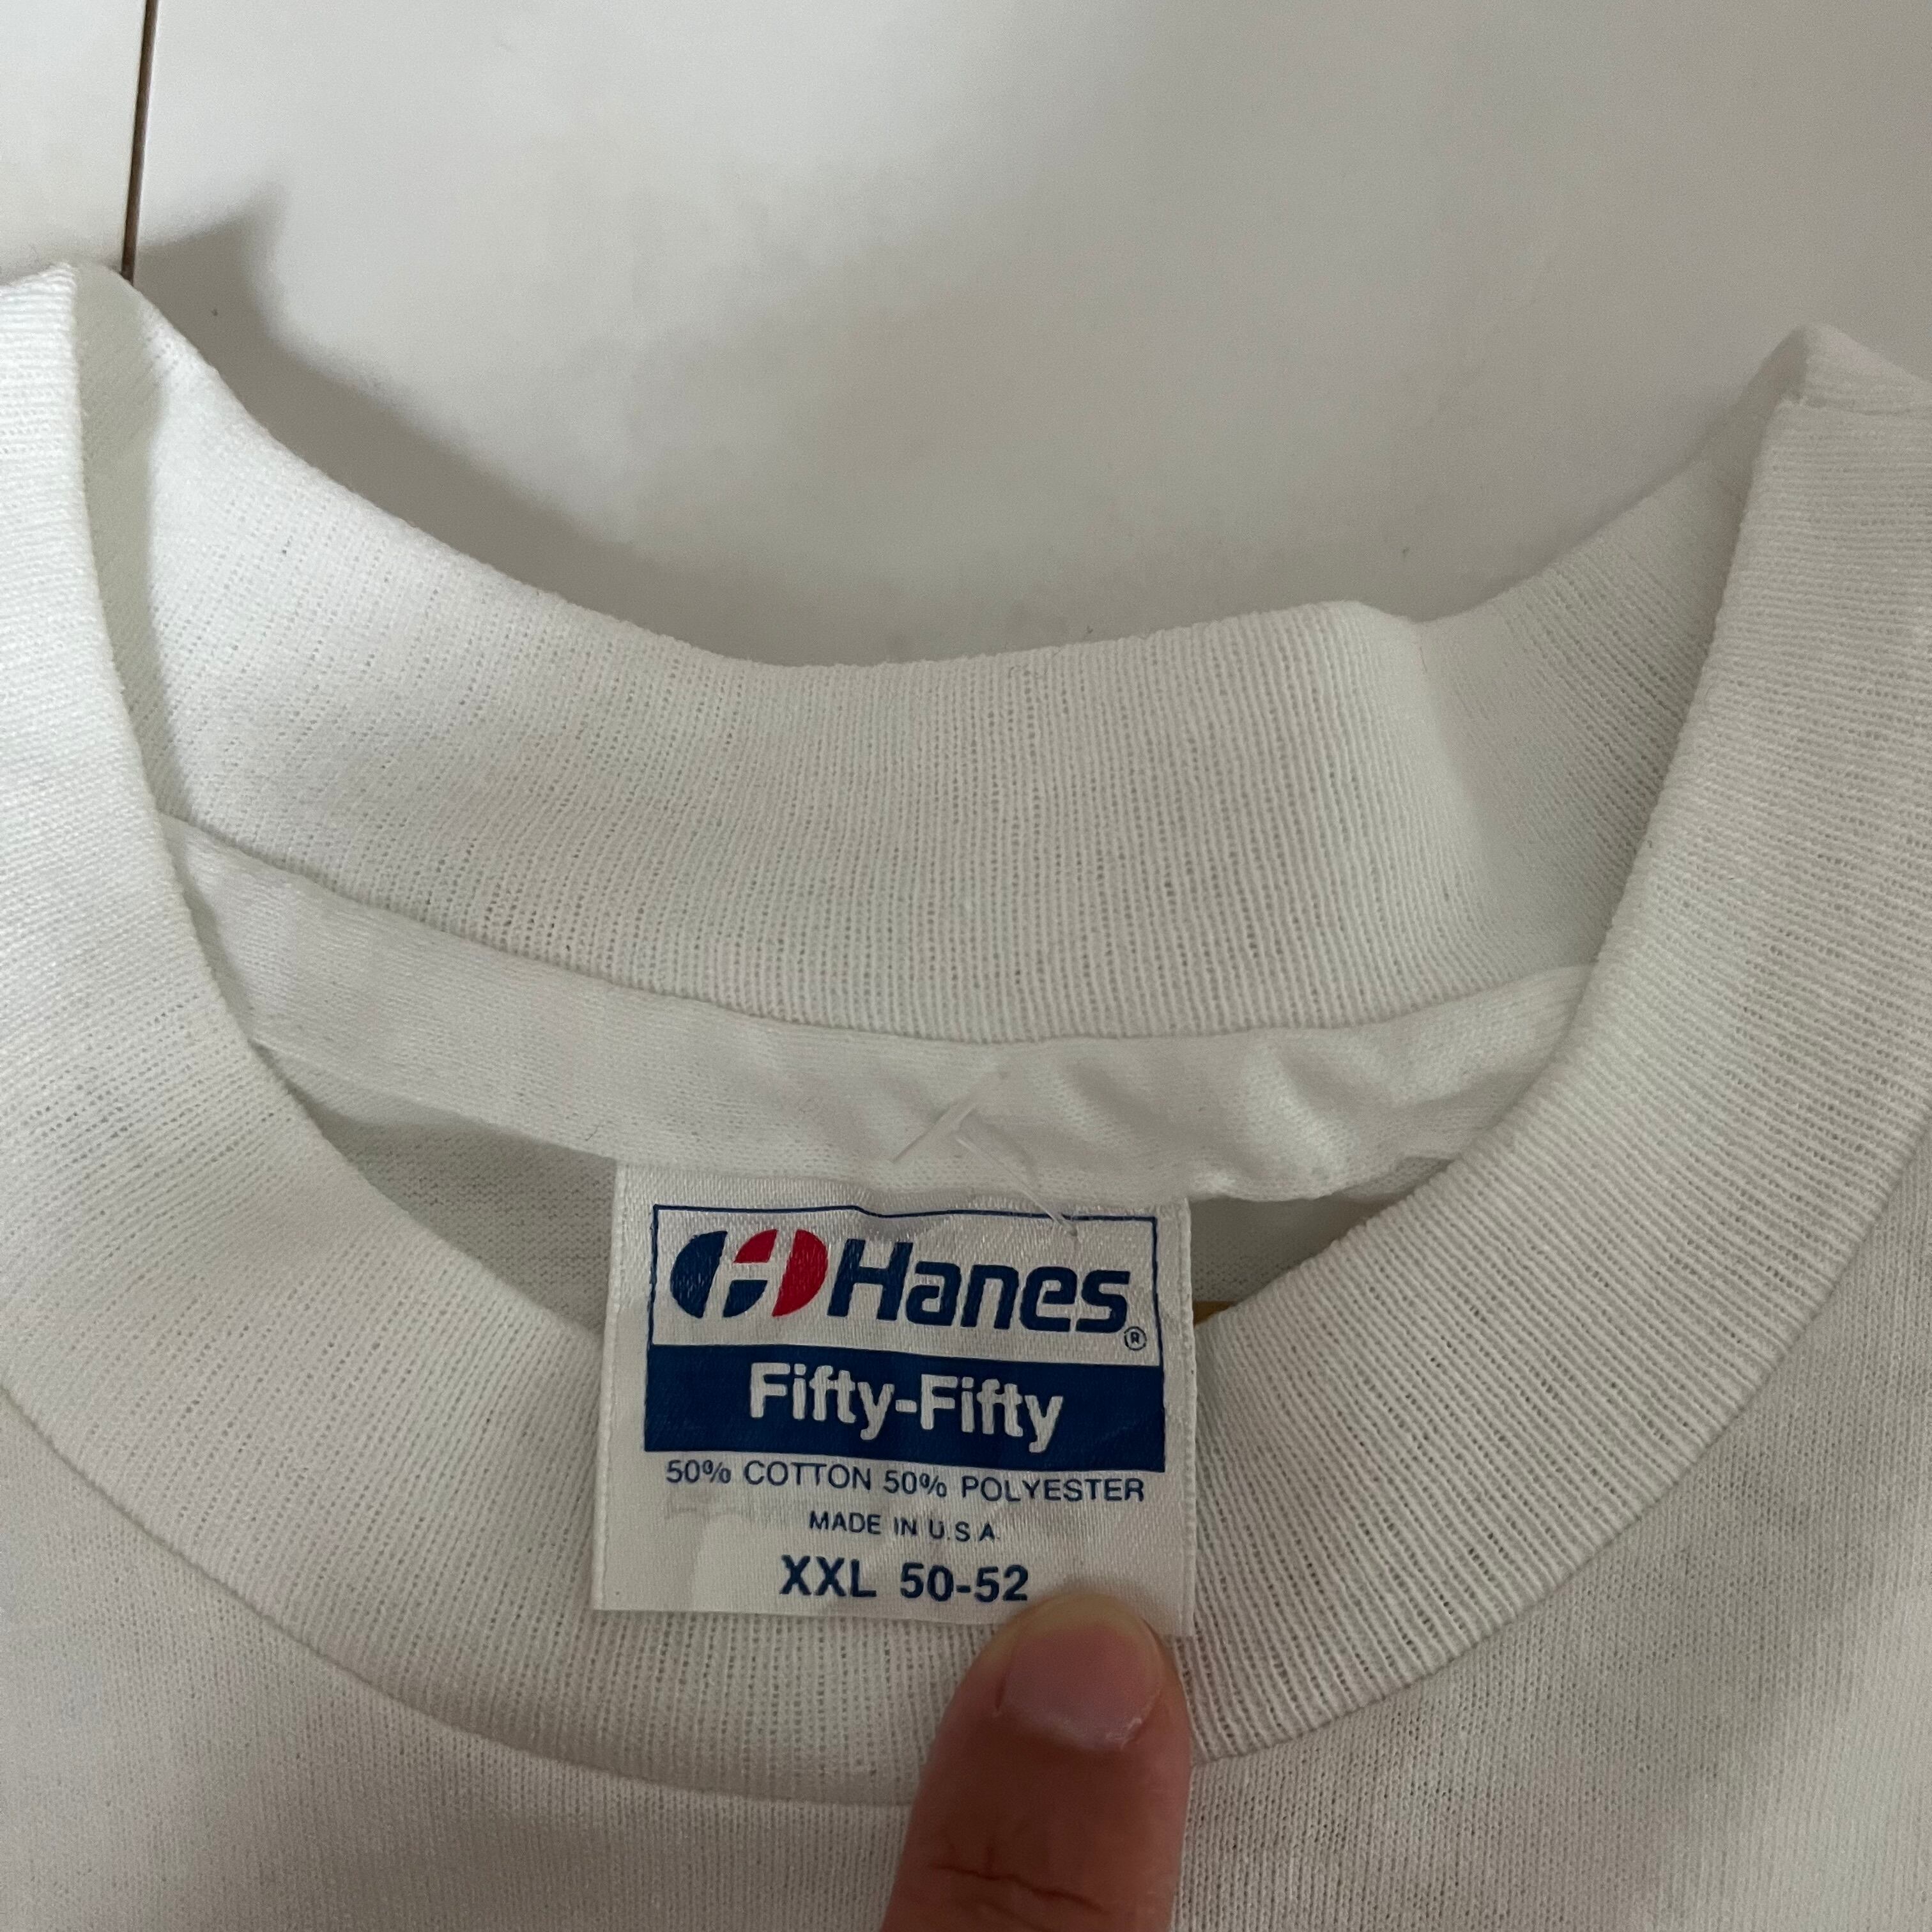 Hanes®
Fifty-Fifty
50% COTTON 50% POLYESTER
MADE IN U.S.A.
XXL 50-52